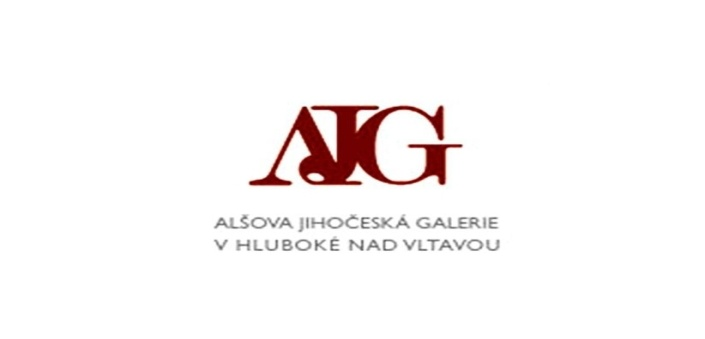 AJG
ALŠOVA JIHOČESKÁ GALERIE
V HLUBOKÉ NAD VLTAVOU